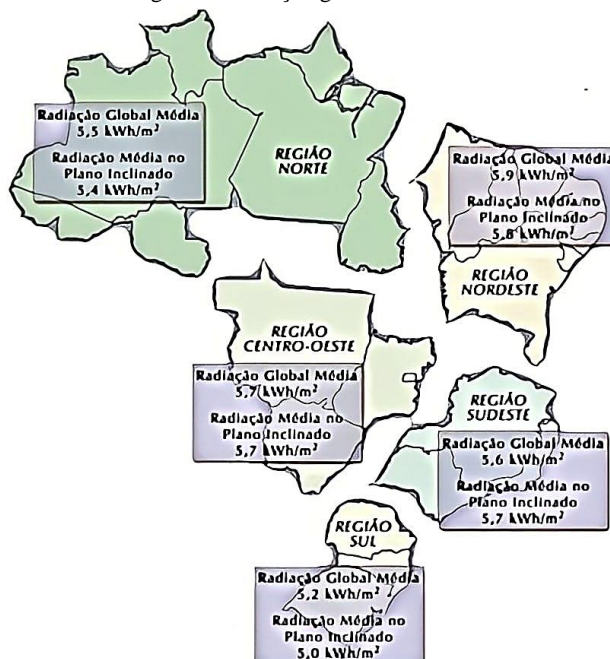 Radiação Global Média
5,5 kWh/m²
Radiação Média no
Plano Inclinado
5,4 kWh/m²
REGIÃO
NORTE
Radiação Global Média
5,9 kWh/m²
Radiação Média no
Plano Inclinado
5,8 kWh/m²
REGIÃO
NORDESTE
REGIÃO
CENTRO-OESTE
Radiação Global Média
5,7 kWh/m²
Radiação Média no
Plano Inclinado
5,7 kWh/m²
REGIÃO
SUDESTE
Radiação Global Média
5,6 kWh/m²
Radiação Média no
Plano Inclinado
5,7 kWh/m²
REGIÃO
SUL
Radiação Global Média
5,2 kWh/m²
Radiação Média no
Plano Inclinado
5,0 kWh/m²